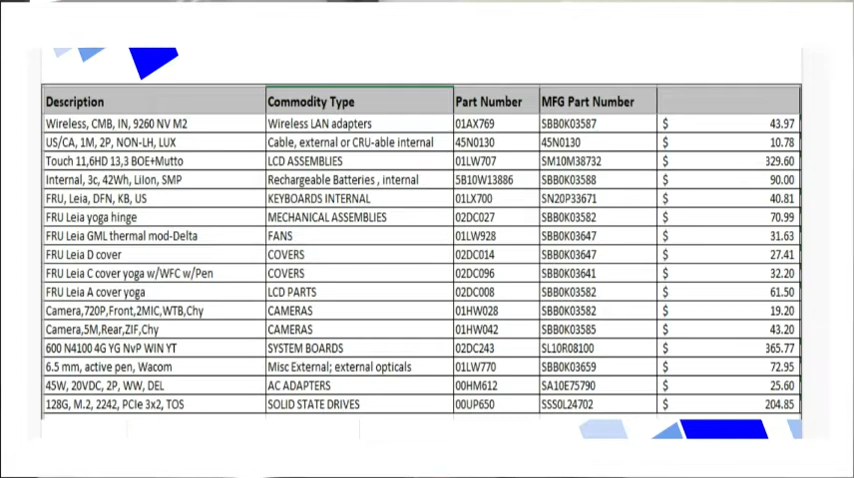 Description Commodity Type Part Number MFG Part Number
Wireless, CMB, IN, 9260 NV M2 Wireless LAN adapters 01AX769 SBB0K03587 $ 43.97
US/CA, 1M, 2P, NON-LH, LUX Cable, external or CRU-able internal 45N0130 45N0130 $ 10.78
Touch 11,6HD 13,3 BOE+Mutto LCD ASSEMBLIES 01LW707 SM10M38732 $ 329.60
Internal, 3c, 42Wh, LiIon, SMP Rechargeable Batteries , internal 5B10W13886 SBB0K03588 $ 90.00
FRU, Leia, DFN, KB, US KEYBOARDS INTERNAL 01LX700 SN20P33671 $ 40.81
FRU Leia yoga hinge MECHANICAL ASSEMBLIES 02DC027 SBB0K03582 $ 70.99
FRU Leia GML thermal mod-Delta FANS 01LW928 SBB0K03647 $ 31.63
FRU Leia D cover COVERS 02DC014 SBB0K03647 $ 27.41
FRU Leia C cover yoga w/WFC w/Pen COVERS 02DC096 SBB0K03641 $ 32.20
FRU Leia A cover yoga LCD PARTS 02DC008 SBB0K03582 $ 61.50
Camera,720P,Front,2MIC,WTB,Chy CAMERAS 01HW028 SBB0K03582 $ 19.20
Camera,5M,Rear,ZIF,Chy CAMERAS 01HW042 SBB0K03585 $ 43.20
600 N4100 4G YG NvP WIN YT SYSTEM BOARDS 02DC243 SL10R08100 $ 365.77
6.5 mm, active pen, Wacom Misc External; external opticals 01LW770 SBB0K03659 $ 72.95
45W, 20VDC, 2P, WW, DEL AC ADAPTERS 00HM612 SA10E75790 $ 25.60
128G, M.2, 2242, PCIe 3x2, TOS SOLID STATE DRIVES 00UP650 SSS0L24702 $ 204.85